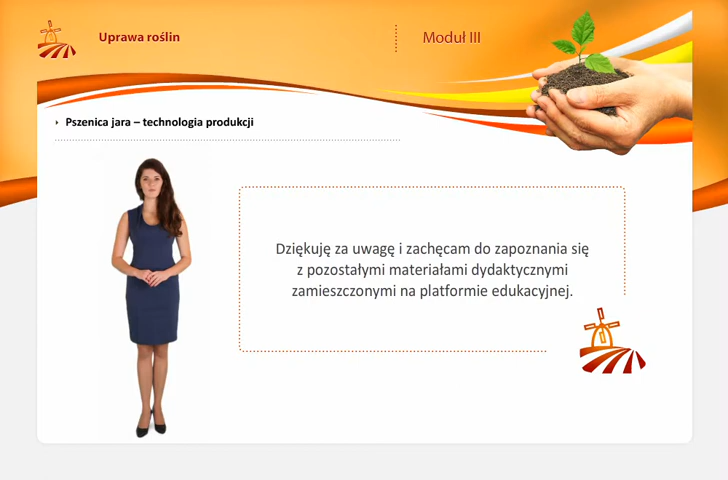 Uprawa roślin
Moduł III
Pszenica jara – technologia produkcji
Dziękuję za uwagę i zachęcam do zapoznania się
z pozostałymi materiałami dydaktycznymi
zamieszczonymi na platformie edukacyjnej.